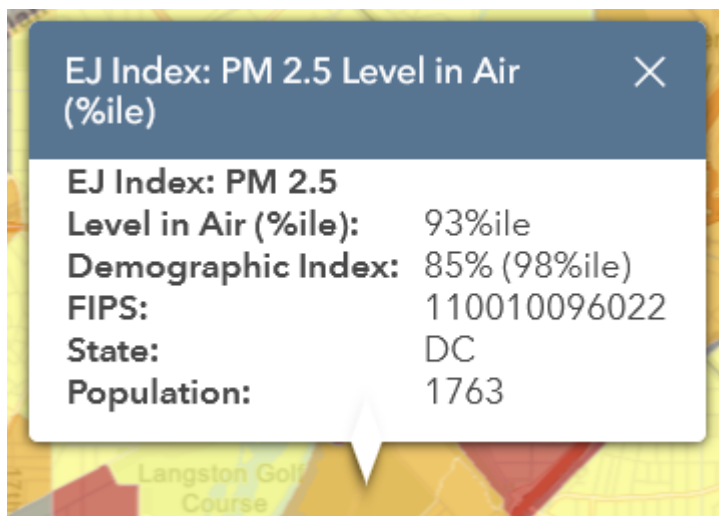 EJ Index: PM 2.5 Level in Air
(%ile)
EJ Index: PM 2.5
Level in Air (%ile): 93%ile
Demographic Index: 85% (98%ile)
FIPS: 110010096022
State: DC
Population: 1763
Langston Golf
Course